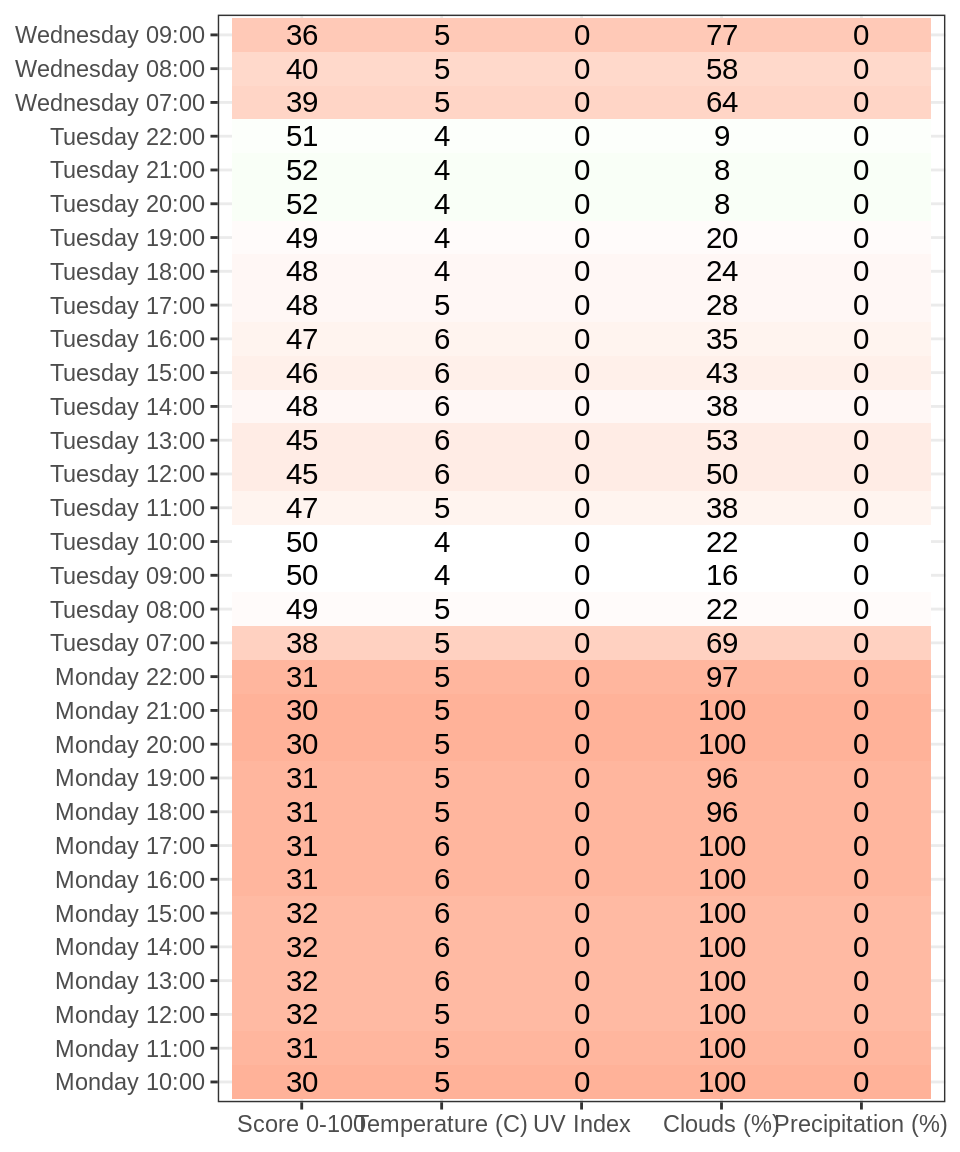 Wednesday 09:00 36 5 0 77 0
Wednesday 08:00 40 5 0 58 0
Wednesday 07:00 39 5 0 64 0
Tuesday 22:00 51 4 0 9 0
Tuesday 21:00 52 4 0 8 0
Tuesday 20:00 52 4 0 8 0
Tuesday 19:00 49 4 0 20 0
Tuesday 18:00 48 4 0 24 0
Tuesday 17:00 48 5 0 28 0
Tuesday 16:00 47 6 0 35 0
Tuesday 15:00 46 6 0 43 0
Tuesday 14:00 48 6 0 38 0
Tuesday 13:00 45 6 0 53 0
Tuesday 12:00 45 6 0 50 0
Tuesday 11:00 47 5 0 38 0
Tuesday 10:00 50 4 0 22 0
Tuesday 09:00 50 4 0 16 0
Tuesday 08:00 49 5 0 22 0
Tuesday 07:00 38 5 0 69 0
Monday 22:00 31 5 0 97 0
Monday 21:00 30 5 0 100 0
Monday 20:00 30 5 0 100 0
Monday 19:00 31 5 0 96 0
Monday 18:00 31 5 0 96 0
Monday 17:00 31 6 0 100 0
Monday 16:00 31 6 0 100 0
Monday 15:00 32 6 0 100 0
Monday 14:00 32 6 0 100 0
Monday 13:00 32 6 0 100 0
Monday 12:00 32 5 0 100 0
Monday 11:00 31 5 0 100 0
Monday 10:00 30 5 0 100 0
Score 0-100 Temperature (C) UV Index Clouds (%) Precipitation (%)